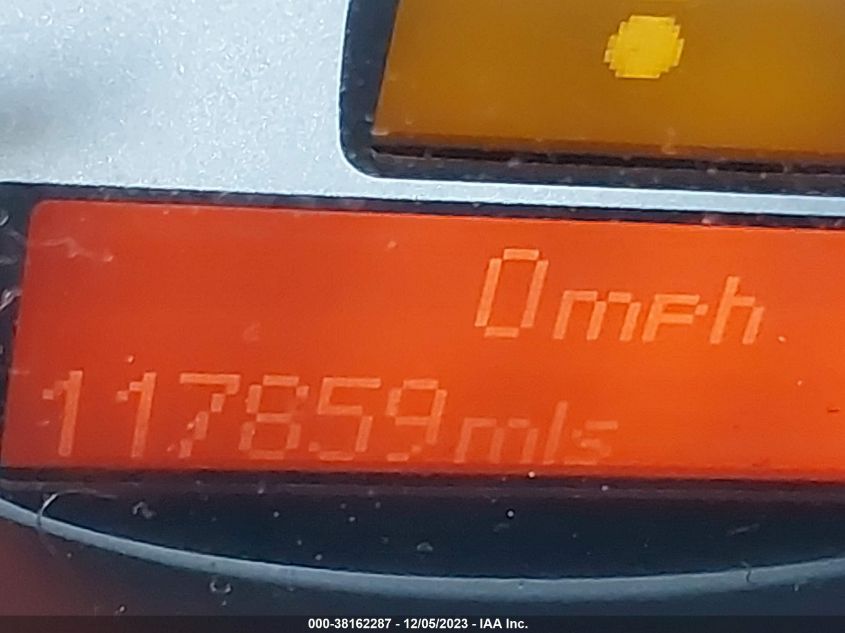 0mph
117859mls
000-38162287 - 12/05/2023 - IAA Inc.